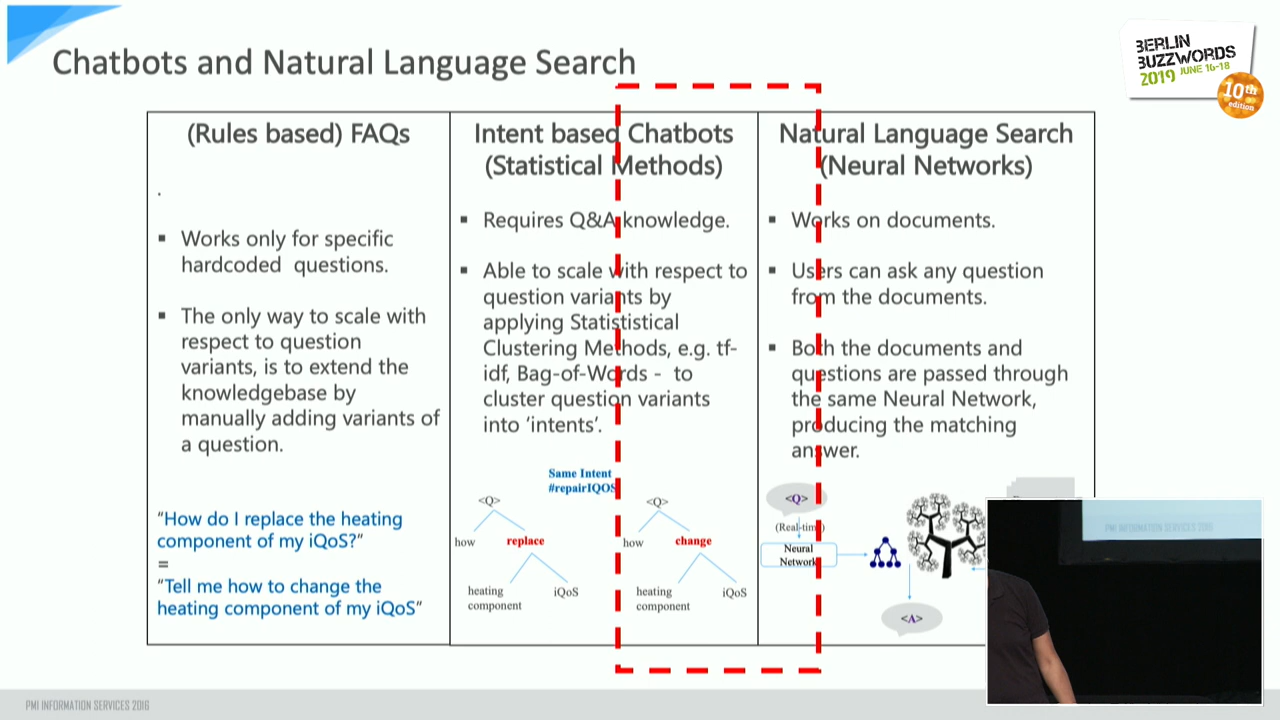 Chatbots and Natural Language Search
BERLIN
BUZZWORDS
2019 JUNE 16-18
10th
edition
(Rules based) FAQs
.
▪ Works only for specific
hardcoded questions.
▪ The only way to scale with
respect to question
variants, is to extend the
knowledgebase by
manually adding variants of
a question.
"How do I replace the heating
component of my iQoS?"
=
"Tell me how to change the
heating component of my iQoS"
Intent based Chatbots
(Statistical Methods)
▪ Requires Q&A knowledge.
▪ Able to scale with respect to
question variants by
applying Statististical
Clustering Methods, e.g. tf-
idf, Bag-of-Words - to
cluster question variants
into 'intents'.
Same Intent
#repairIQOS
<Q>
how
replace
heating
component
iQoS
<Q>
how
change
heating
component
iQoS
Natural Language Search
(Neural Networks)
▪ Works on documents.
▪ Users can ask any question
from the documents.
▪ Both the documents and
questions are passed through
the same Neural Network,
producing the matching
answer.
<Q>
(Real-time)
Neural
Network
<A>
PMI INFORMATION SERVICES 2016
PMI INFORMATION SERVICES 2016